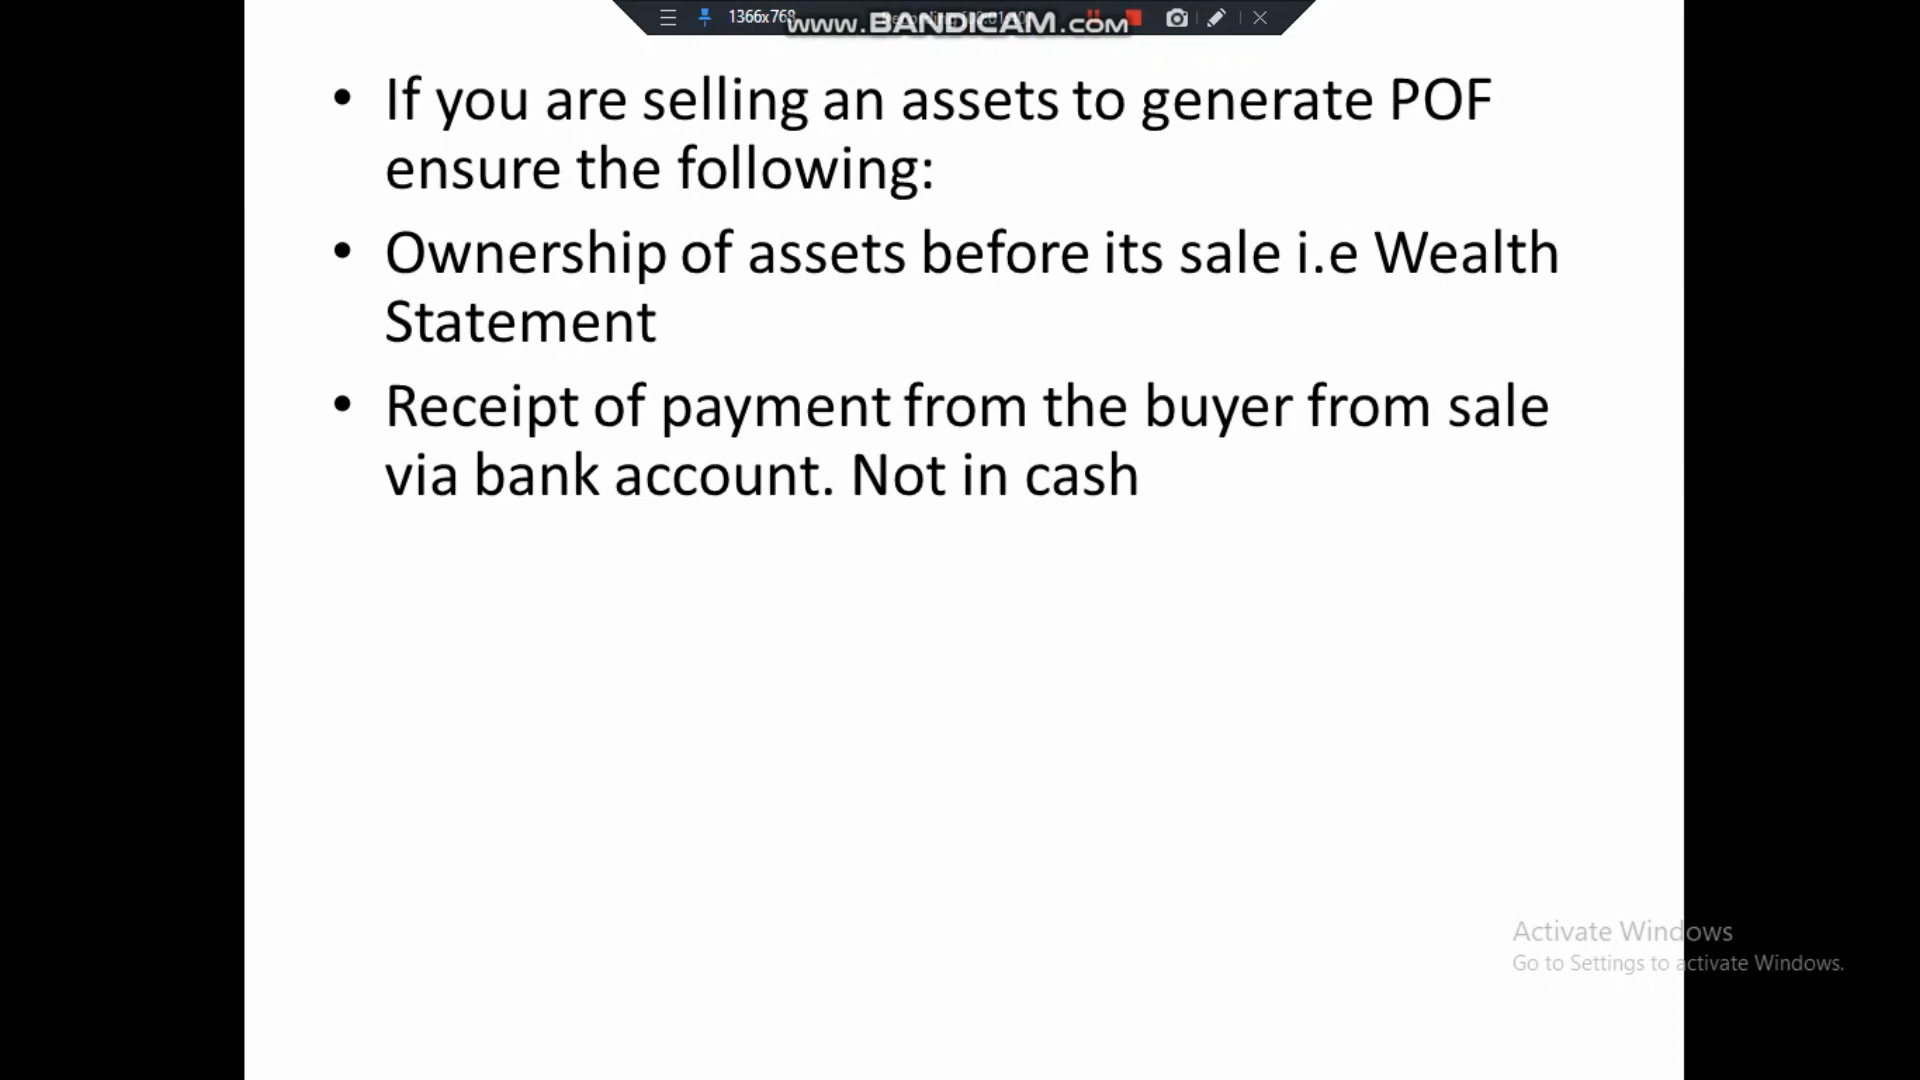 1366x768
www.BANDICAM.com
• If you are selling an assets to generate POF
ensure the following:
• Ownership of assets before its sale i.e Wealth
Statement
• Receipt of payment from the buyer from sale
via bank account. Not in cash
Activate Windows
Go to Settings to activate Windows.